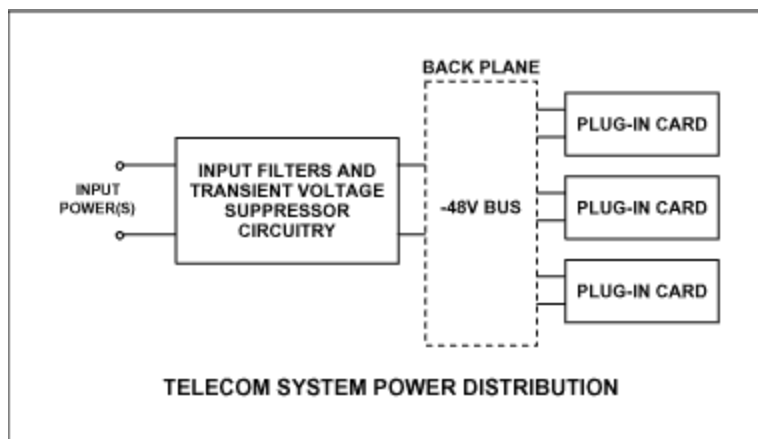 BACK PLANE
PLUG-IN CARD
INPUT
POWER(S)
INPUT FILTERS AND
TRANSIENT VOLTAGE
SUPPRESSOR
CIRCUITRY
-48V BUS
PLUG-IN CARD
PLUG-IN CARD
TELECOM SYSTEM POWER DISTRIBUTION